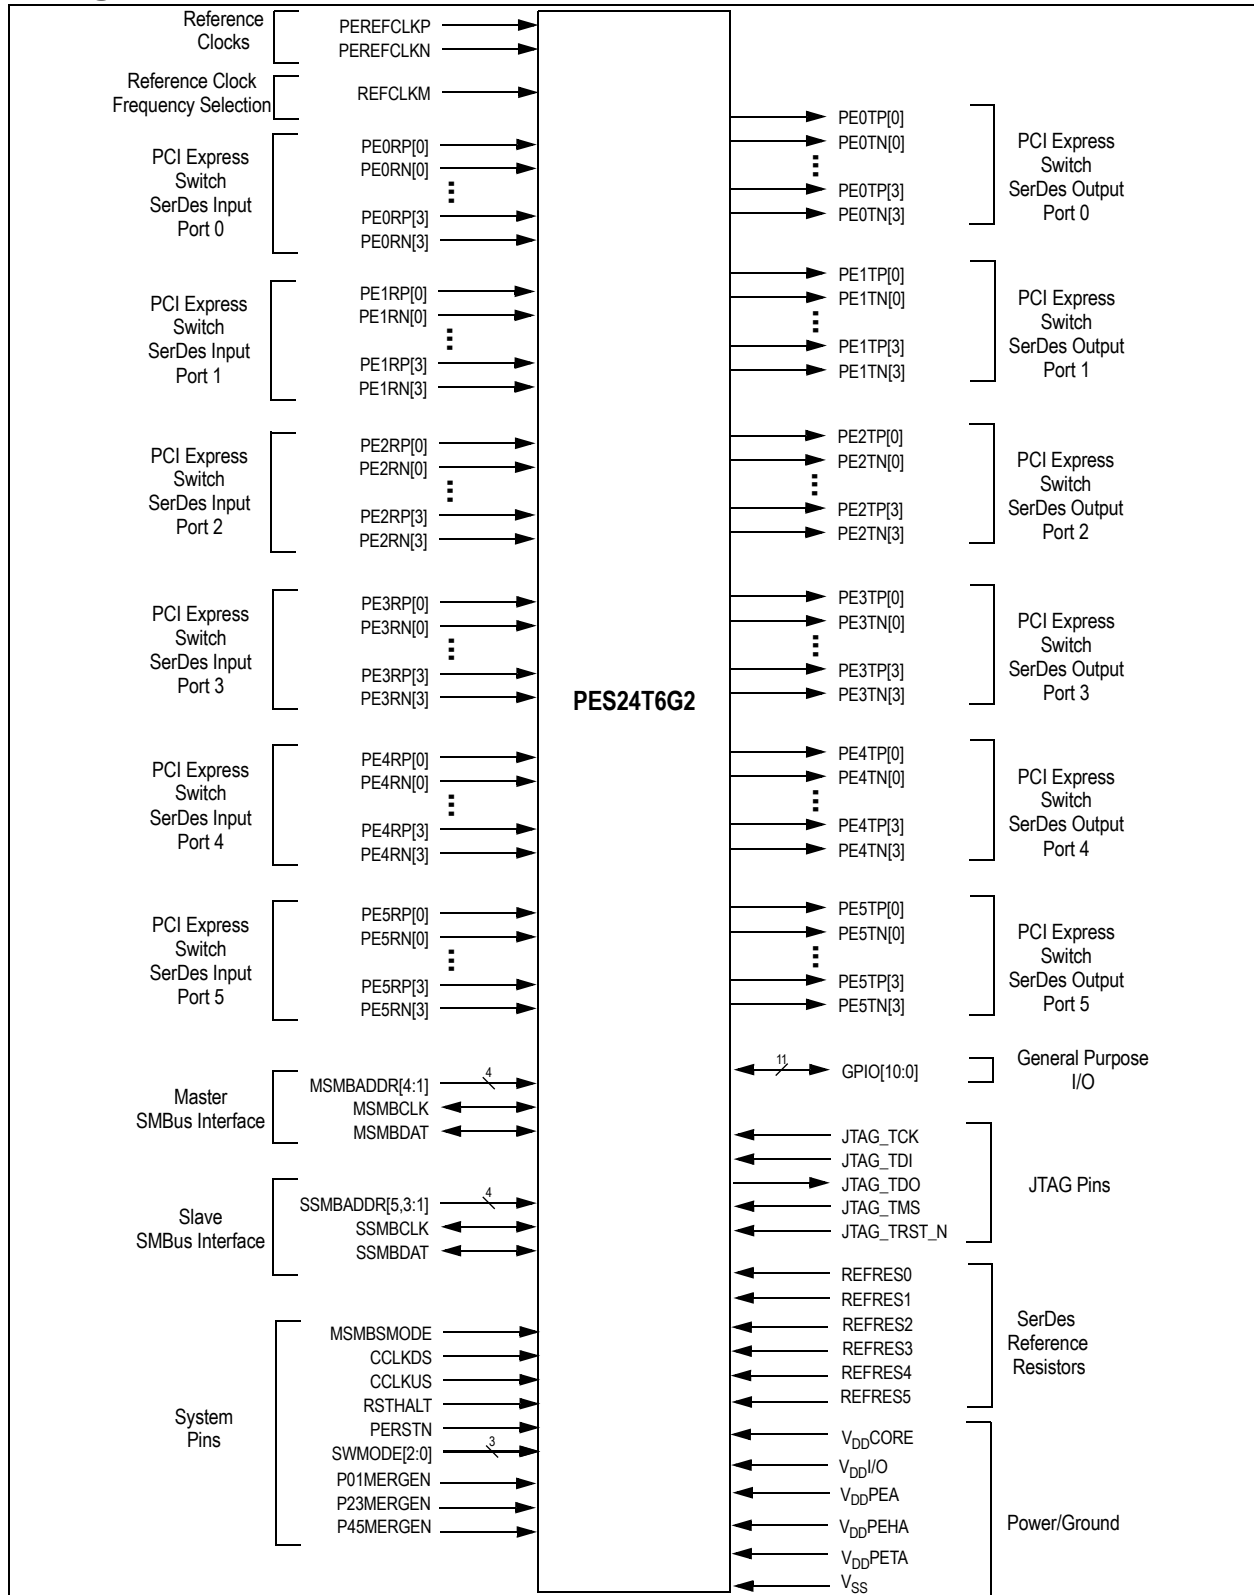 Reference
Clocks
PEREFCLKP
PEREFCLKN
Reference Clock
Frequency Selection
REFCLKM
PCI Express
Switch
SerDes Input
Port 0
PE0RP[0]
PE0RN[0]
PE0RP[3]
PE0RN[3]
PCI Express
Switch
SerDes Input
Port 1
PE1RP[0]
PE1RN[0]
PE1RP[3]
PE1RN[3]
PCI Express
Switch
SerDes Input
Port 2
PE2RP[0]
PE2RN[0]
PE2RP[3]
PE2RN[3]
PCI Express
Switch
SerDes Input
Port 3
PE3RP[0]
PE3RN[0]
PE3RP[3]
PE3RN[3]
PCI Express
Switch
SerDes Input
Port 4
PE4RP[0]
PE4RN[0]
PE4RP[3]
PE4RN[3]
PCI Express
Switch
SerDes Input
Port 5
PE5RP[0]
PE5RN[0]
PE5RP[3]
PE5RN[3]
Master
SMBus Interface
MSMBADDR[4:1] 4
MSMBCLK
MSMBDAT
Slave
SMBus Interface
SSMBADDR[5,3:1] 4
SSMBCLK
SSMBDAT
System
Pins
MSMBSMODE
CCLKDS
CCLKUS
RSTHALT
PERSTN
SWMODE[2:0] 3
P01MERGEN
P23MERGEN
P45MERGEN
PES24T6G2
PE0TP[0]
PE0TN[0]
PE0TP[3]
PE0TN[3]
PCI Express
Switch
SerDes Output
Port 0
PE1TP[0]
PE1TN[0]
PE1TP[3]
PE1TN[3]
PCI Express
Switch
SerDes Output
Port 1
PE2TP[0]
PE2TN[0]
PE2TP[3]
PE2TN[3]
PCI Express
Switch
SerDes Output
Port 2
PE3TP[0]
PE3TN[0]
PE3TP[3]
PE3TN[3]
PCI Express
Switch
SerDes Output
Port 3
PE4TP[0]
PE4TN[0]
PE4TP[3]
PE4TN[3]
PCI Express
Switch
SerDes Output
Port 4
PE5TP[0]
PE5TN[0]
PE5TP[3]
PE5TN[3]
PCI Express
Switch
SerDes Output
Port 5
11 GPIO[10:0]
General Purpose
I/O
JTAG_TCK
JTAG_TDI
JTAG_TDO
JTAG_TMS
JTAG_TRST_N
JTAG Pins
REFRES0
REFRES1
REFRES2
REFRES3
REFRES4
REFRES5
SerDes
Reference
Resistors
VDDCORE
VDDI/O
VDDPEA
VDDPEHA
VDDPETA
VSS
Power/Ground